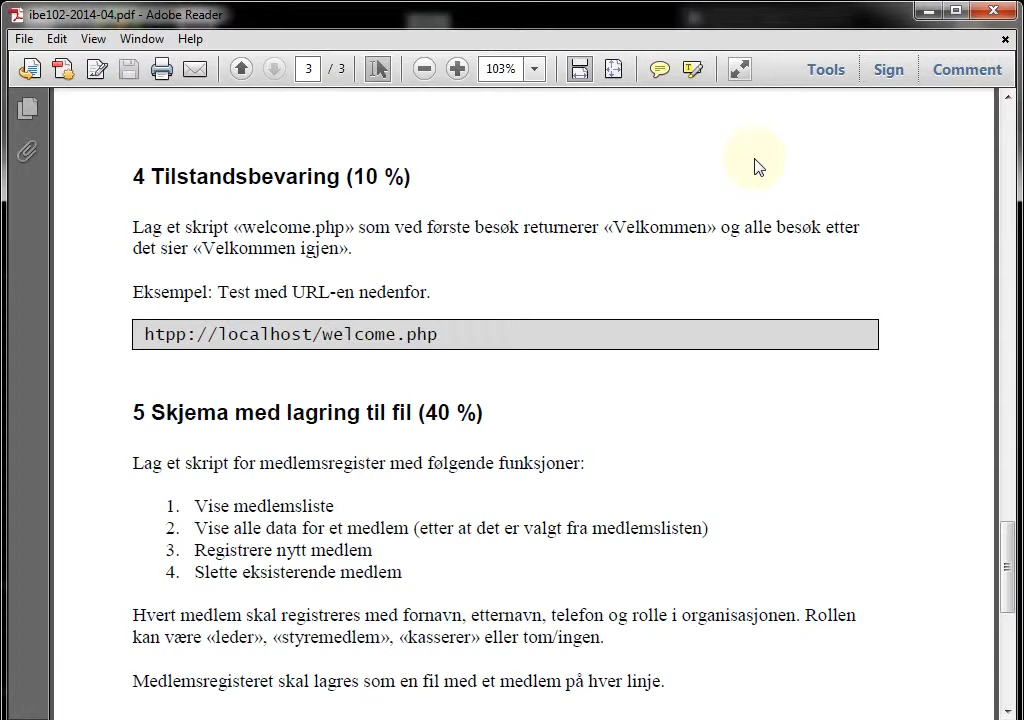 ibe102-2014-04.pdf - Adobe Reader
File Edit View Window Help
3 / 3 103% Tools Sign Comment
4 Tilstandsbevaring (10 %)
Lag et skript «welcome.php» som ved første besøk returnerer «Velkommen» og alle besøk etter
det sier «Velkommen igjen».
Eksempel: Test med URL-en nedenfor.
htpp://localhost/welcome.php
5 Skjema med lagring til fil (40 %)
Lag et skript for medlemsregister med følgende funksjoner:
1. Vise medlemsliste
2. Vise alle data for et medlem (etter at det er valgt fra medlemslisten)
3. Registrere nytt medlem
4. Slette eksisterende medlem
Hvert medlem skal registreres med fornavn, etternavn, telefon og rolle i organisasjonen. Rollen
kan være «leder», «styremedlem», «kasserer» eller tom/ingen.
Medlemsregisteret skal lagres som en fil med et medlem på hver linje.